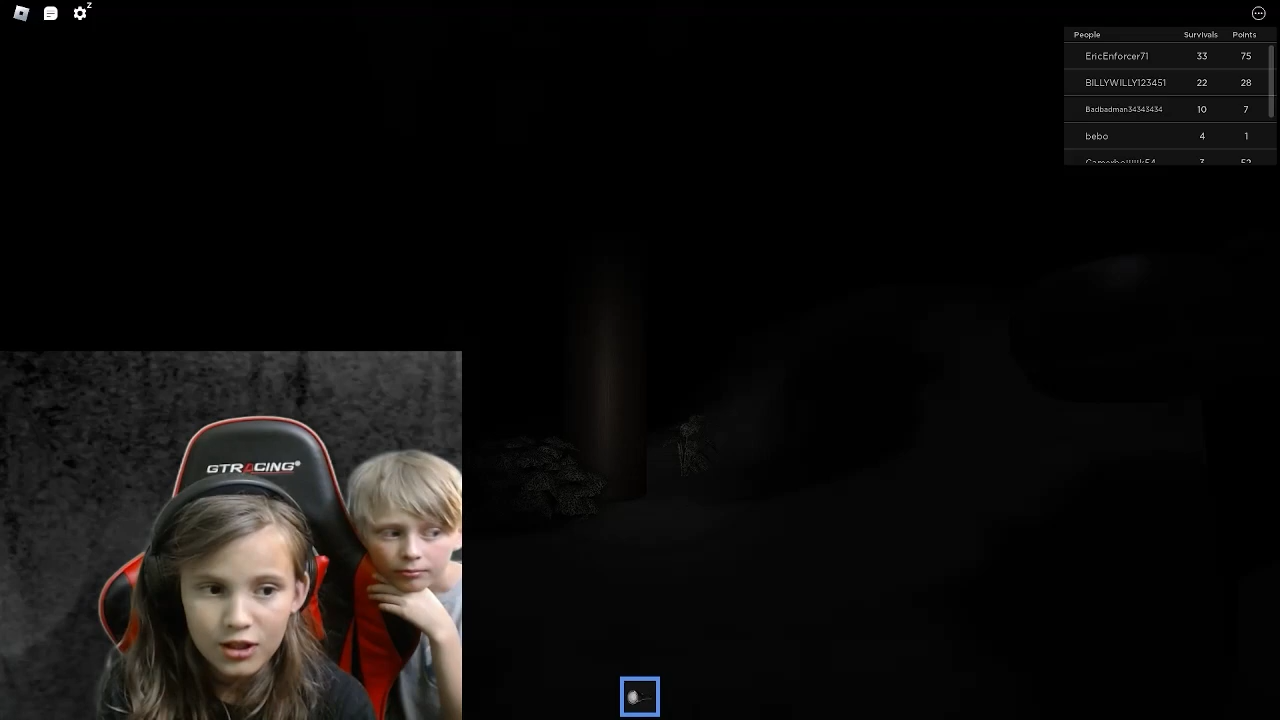 z
People Survivals Points
EricEnforcer71 33 75
BILLYWILLY123451 22 28
Badbadman34343434 10 7
bebo 4 1
GTRACING®